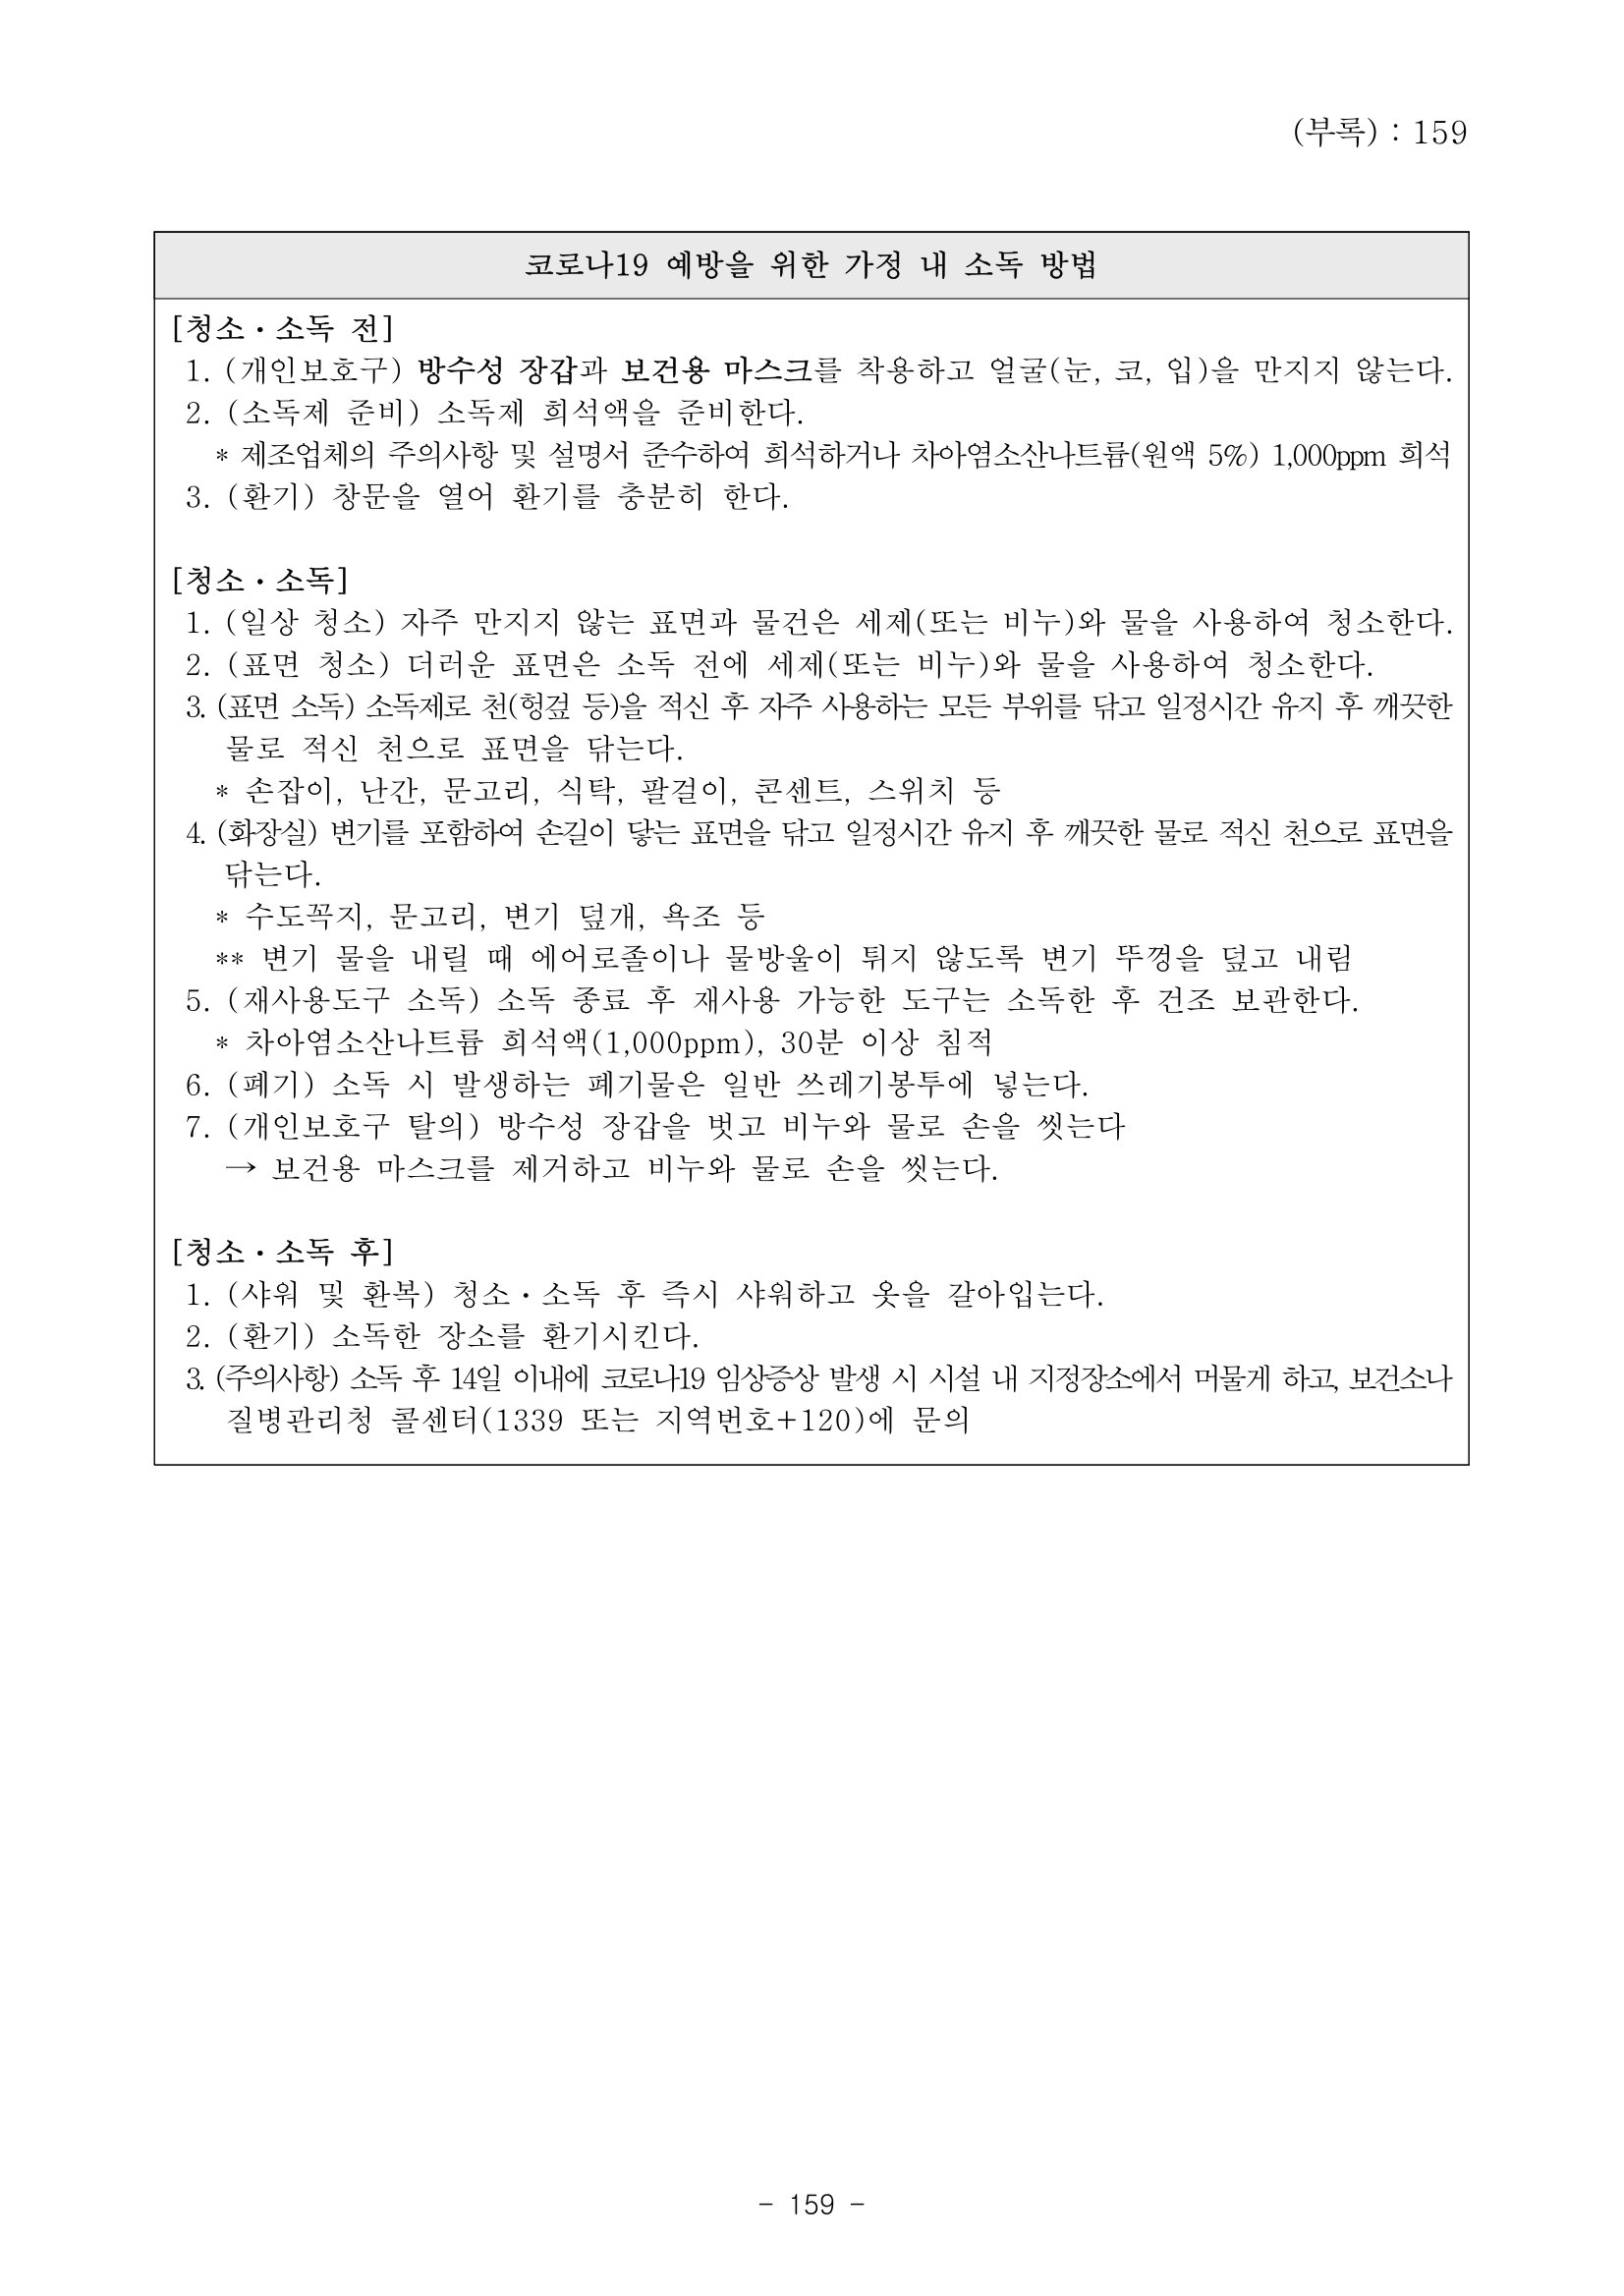 (부록) : 159
코로나19 예방을 위한 가정 내 소독 방법
[청소・소독 전]
1. (개인보호구) 방수성 장갑과 보건용 마스크를 착용하고 얼굴(눈, 코, 입)을 만지지 않는다.
2. (소독제 준비) 소독제 희석액을 준비한다.
* 제조업체의 주의사항 및 설명서 준수하여 희석하거나 차아염소산나트륨(원액 5%) 1,000ppm 희석
3. (환기) 창문을 열어 환기를 충분히 한다.
[청소・소독]
1. (일상 청소) 자주 만지지 않는 표면과 물건은 세제(또는 비누)와 물을 사용하여 청소한다.
2. (표면 청소) 더러운 표면은 소독 전에 세제(또는 비누)와 물을 사용하여 청소한다.
3. (표면 소독) 소독제로 천(헝겊 등)을 적신 후 자주 사용하는 모든 부위를 닦고 일정시간 유지 후 깨끗한
물로 적신 천으로 표면을 닦는다.
* 손잡이, 난간, 문고리, 식탁, 팔걸이, 콘센트, 스위치 등
4. (화장실) 변기를 포함하여 손길이 닿는 표면을 닦고 일정시간 유지 후 깨끗한 물로 적신 천으로 표면을
닦는다.
* 수도꼭지, 문고리, 변기 덮개, 욕조 등
** 변기 물을 내릴 때 에어로졸이나 물방울이 튀지 않도록 변기 뚜껑을 덮고 내림
5. (재사용도구 소독) 소독 종료 후 재사용 가능한 도구는 소독한 후 건조 보관한다.
* 차아염소산나트륨 희석액(1,000ppm), 30분 이상 침적
6. (폐기) 소독 시 발생하는 폐기물은 일반 쓰레기봉투에 넣는다.
7. (개인보호구 탈의) 방수성 장갑을 벗고 비누와 물로 손을 씻는다
→ 보건용 마스크를 제거하고 비누와 물로 손을 씻는다.
[청소・소독 후]
1. (샤워 및 환복) 청소・소독 후 즉시 샤워하고 옷을 갈아입는다.
2. (환기) 소독한 장소를 환기시킨다.
3. (주의사항) 소독 후 14일 이내에 코로나19 임상증상 발생 시 시설 내 지정장소에서 머물게 하고, 보건소나
질병관리청 콜센터(1339 또는 지역번호+120)에 문의
- 159 -